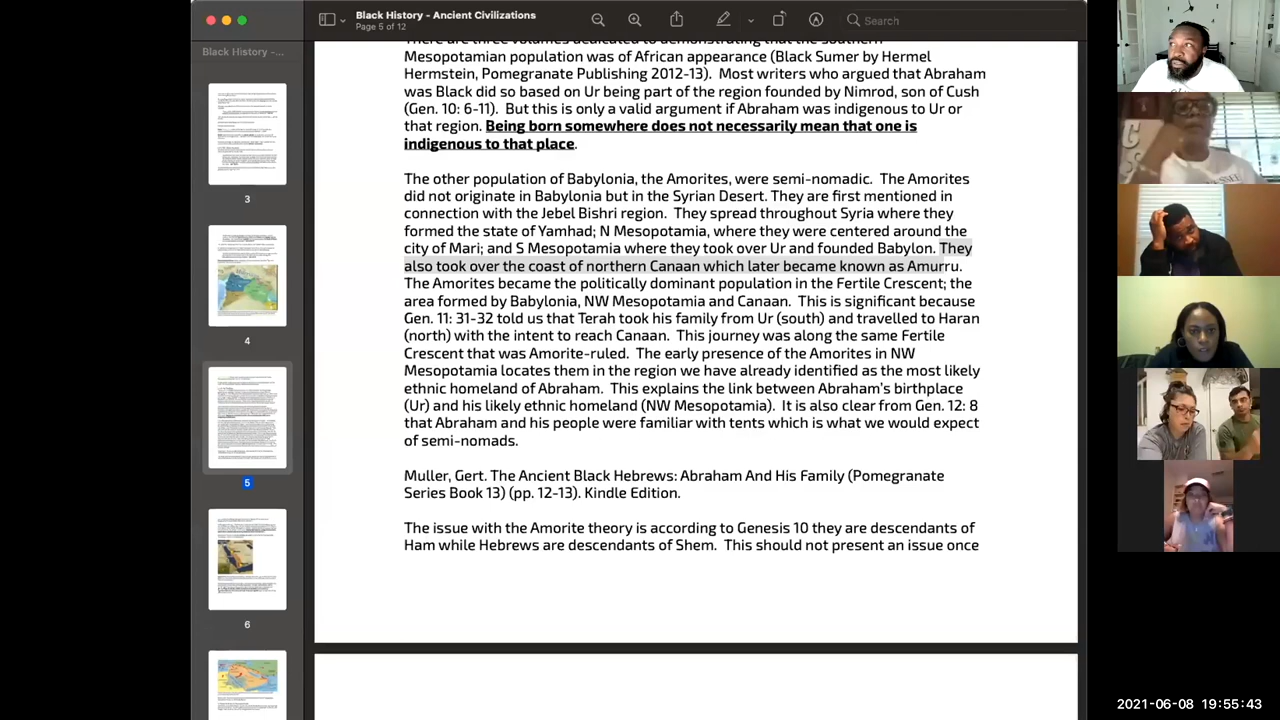 Black History - Ancient Civilizations
Page 5 of 12
Search
Black History -...
3
4
5
6
There are three volumes dedicated to demonstrating that the southern
Mesopotamian population was of African appearance (Black Sumer by Hermel
Hermstein, Pomegranate Publishing 2012-13). Most writers who argued that Abraham
was Black did so based on Ur being part of the region founded by Nimrod, son of Cush
(Gen. 10: 6-11). But this is only a valid argument if Abraham was indigenous to Ur or
that region. Being born somewhere does not necessarily mean that one is
indigenous to that place.
The other population of Babylonia, the Amorites, were semi-nomadic. The Amorites
did not originate in Babylonia but in the Syrian Desert. They are first mentioned in
connection with the Jebel Bishri region. They spread throughout Syria where they
formed the state of Yamhad; N Mesopotamia, where they were centered around the
city of Mari; and S Mesopotamia where they took over Ur and founded Babylon. They
also took over the coast of northern Canaan which later became known as Amurru.
The Amorites became the politically dominant population in the Fertile Crescent; the
area formed by Babylonia, NW Mesopotamia and Canaan. This is significant because
Gen. 11: 31-32 told us that Terah took his family from Ur (south) and travelled to Haran
(north) with the intent to reach Canaan. This journey was along the same Fertile
Crescent that was Amorite-ruled. The early presence of the Amorites in NW
Mesopotamia locates them in the region we have already identified as the most likely
ethnic homeland of Abraham. This explains the link between Abraham's birthplace
(Ur) and his likely ethnic homeland (NW Mesopotamia). It is also clear from Gen. 12: 8
that Abraham and his people were familiar with tents which is what we would expect
of semi-nomads.
Muller, Gert. The Ancient Black Hebrews: Abraham And His Family (Pomegranate
Series Book 13) (pp. 12-13). Kindle Edition.
The issue with the Amorite theory is according to Genesis 10 they are descendants of
Ham while Hebrews are descendants of Shem. This should not present an issue once
2021-06-08 19:55:43